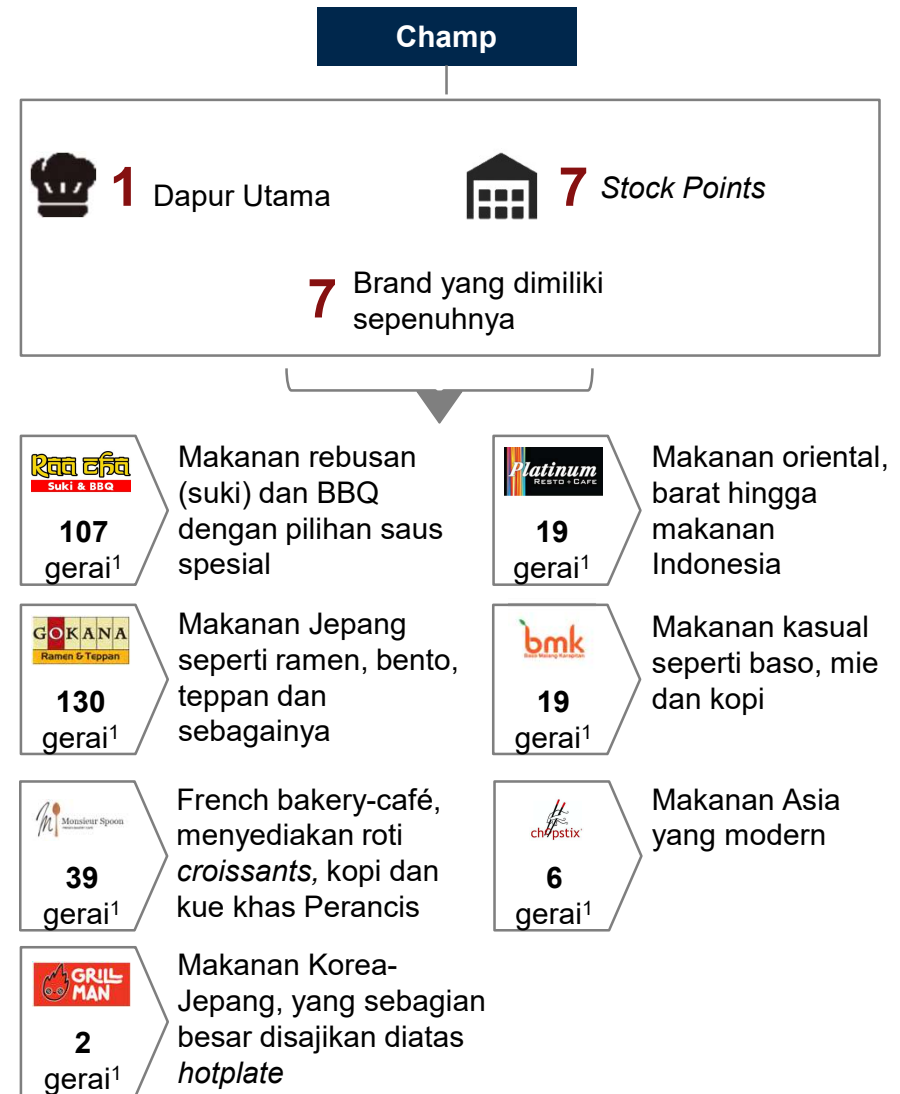 Champ
1 Dapur Utama
7 Stock Points
7 Brand yang dimiliki
sepenuhnya
Raa cha
Suki & BBQ
107
gerai¹
Makanan rebusan
(suki) dan BBQ
dengan pilihan saus
spesial
Platinum
RESTO + CAFE
19
gerai¹
Makanan oriental,
barat hingga
makanan
Indonesia
GOKANA
Ramen & Teppan
130
gerai¹
Makanan Jepang
seperti ramen, bento,
teppan dan
sebagainya
bmk
Baso Malang Karapitan
19
gerai¹
Makanan kasual
seperti baso, mie
dan kopi
Monsieur Spoon
39
gerai¹
French bakery-café,
menyediakan roti
croissants, kopi dan
kue khas Perancis
chopstix
6
gerai¹
Makanan Asia
yang modern
GRILL
MAN
2
gerai¹
Makanan Korea-
Jepang, yang sebagian
besar disajikan diatas
hotplate